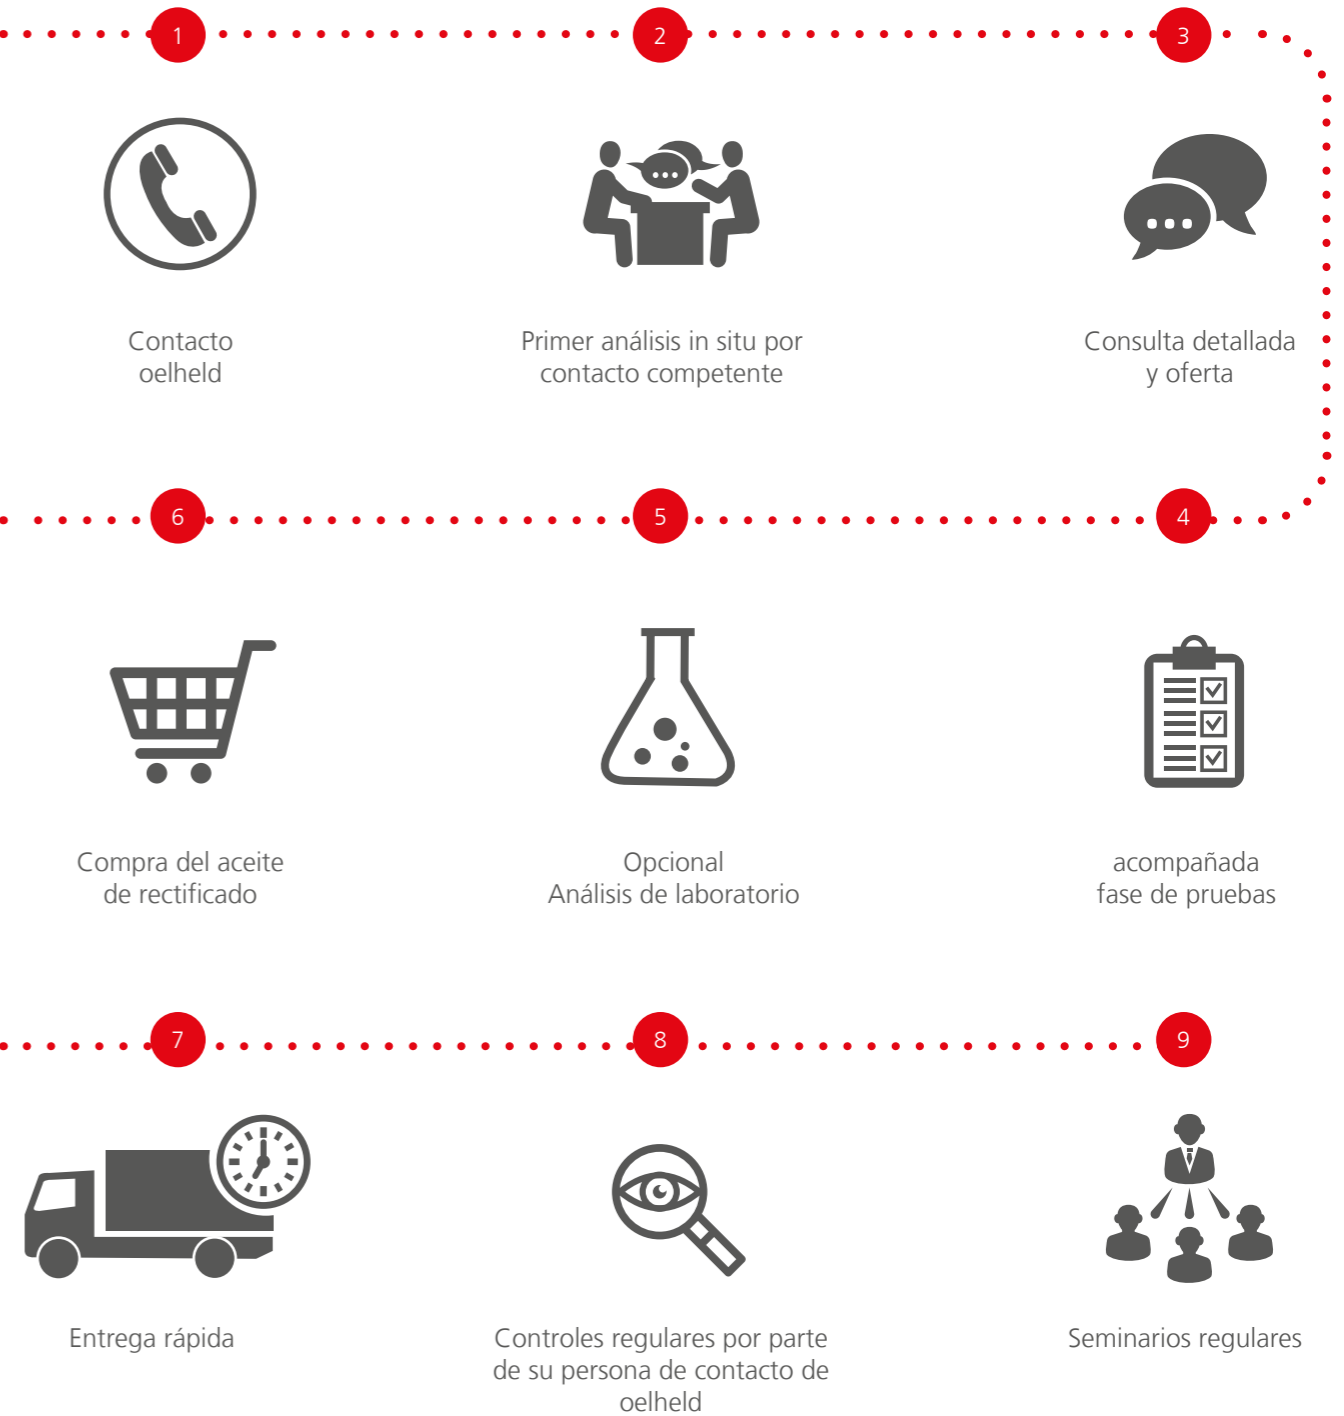 1
2
3
Contacto
oelheld
Primer análisis in situ por
contacto competente
Consulta detallada
y oferta
6
5
4
Compra del aceite
de rectificado
Opcional
Análisis de laboratorio
acompañada
fase de pruebas
7
8
9
Entrega rápida
Controles regulares por parte
de su persona de contacto de
oelheld
Seminarios regulares